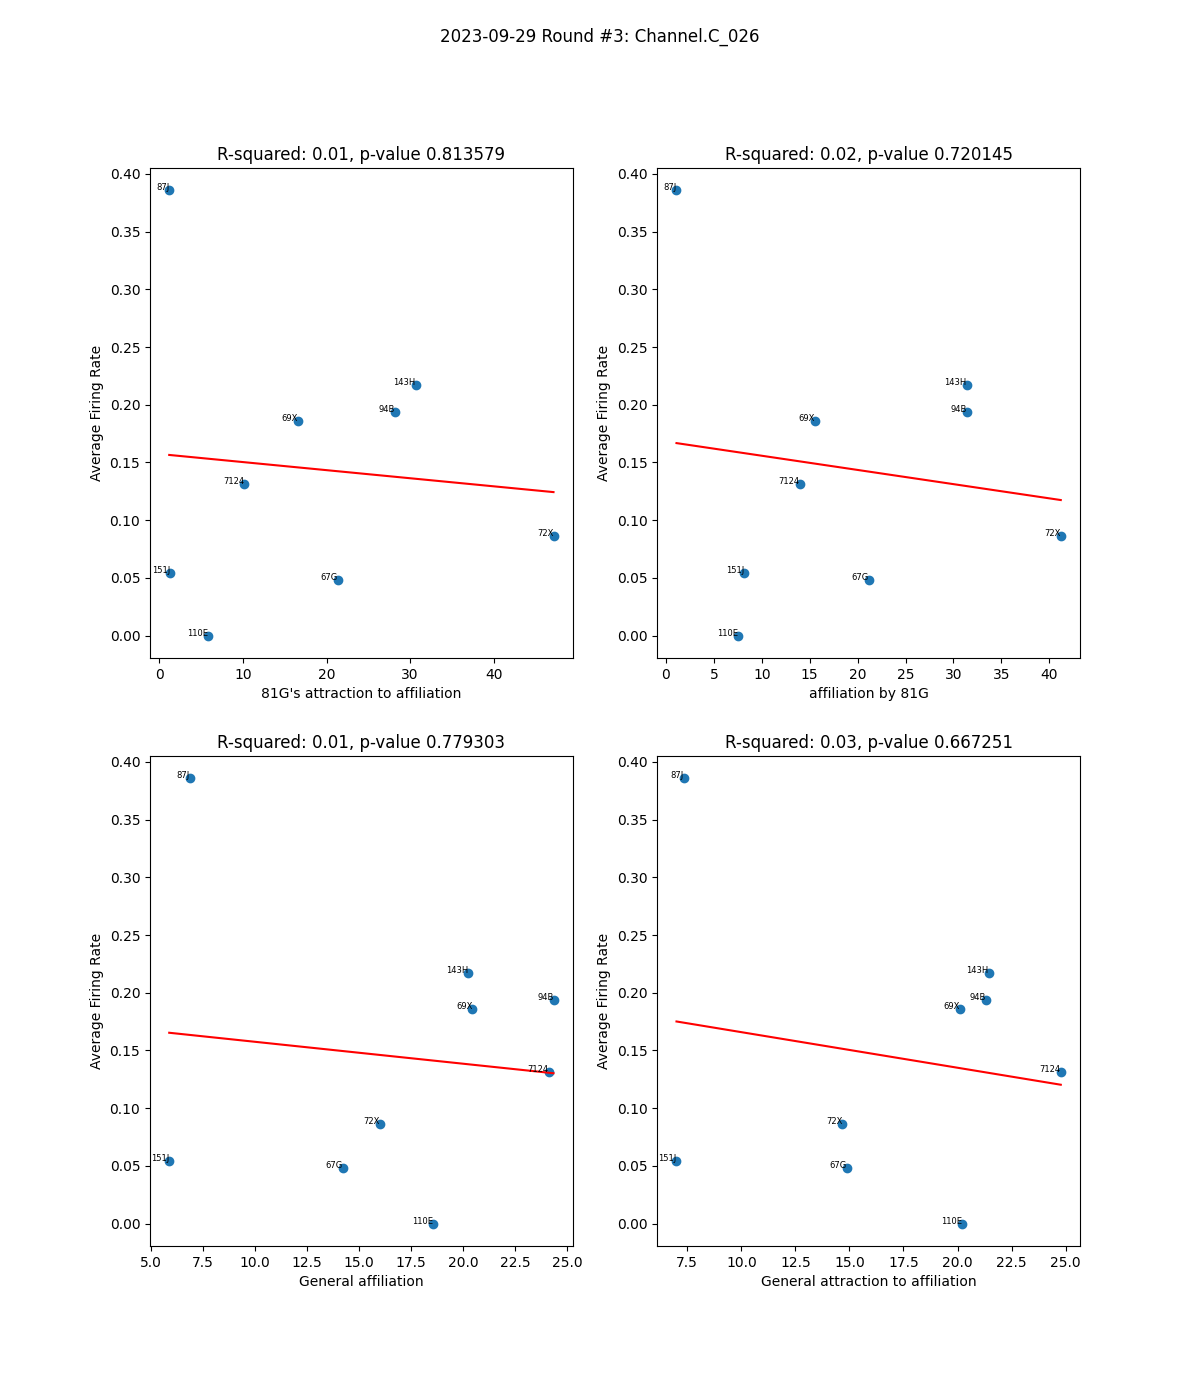 2023-09-29 Round #3: Channel.C_026
R-squared: 0.01, p-value 0.813579
0.40
0.35
0.30
0.25
0.20
0.15
0.10
0.05
0.00
Average Firing Rate
87J
143H
94B
69X
7124
72X
151J
67G
110E
0 10 20 30 40
81G's attraction to affiliation
R-squared: 0.02, p-value 0.720145
0.40
0.35
0.30
0.25
0.20
0.15
0.10
0.05
0.00
Average Firing Rate
87J
143H
94B
69X
7124
72X
151J
67G
110E
0 5 10 15 20 25 30 35 40
affiliation by 81G
R-squared: 0.01, p-value 0.779303
0.40
0.35
0.30
0.25
0.20
0.15
0.10
0.05
0.00
Average Firing Rate
87J
143H
94B
69X
7124
72X
151J
67G
110E
5.0 7.5 10.0 12.5 15.0 17.5 20.0 22.5 25.0
General affiliation
R-squared: 0.03, p-value 0.667251
0.40
0.35
0.30
0.25
0.20
0.15
0.10
0.05
0.00
Average Firing Rate
87J
143H
94B
69X
7124
72X
151J
67G
110E
7.5 10.0 12.5 15.0 17.5 20.0 22.5 25.0
General attraction to affiliation